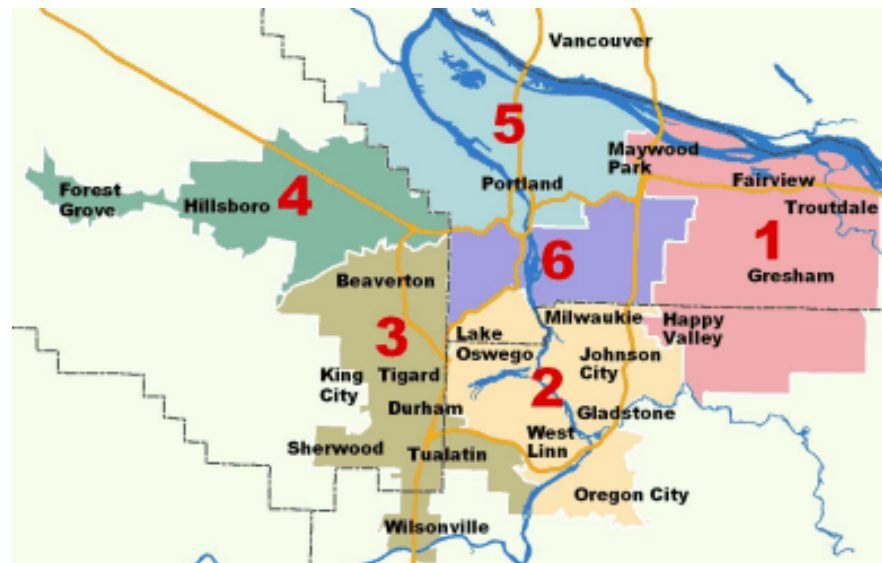 Vancouver
5
Maywood
Park
Portland
Fairview
Troutdale
Forest
Grove
Hillsboro
4
1
Gresham
6
Beaverton
Milwaukie
Happy
Valley
3
Lake
Oswego
Johnson
City
King
City
Tigard
2
Durham
Gladstone
West
Linn
Sherwood
Tualatin
Oregon City
Wilsonville